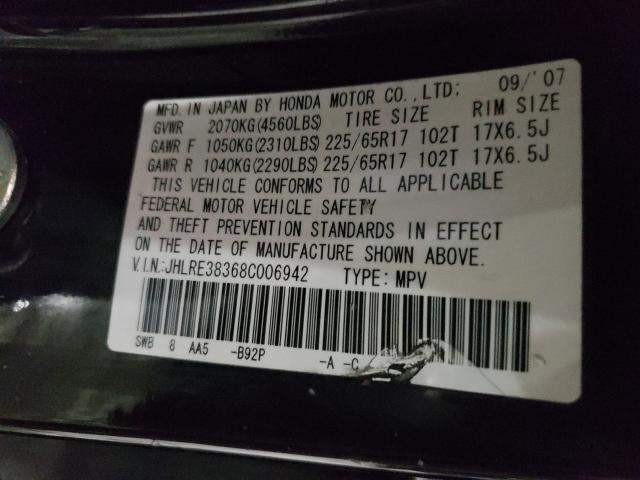 MFD. IN JAPAN BY HONDA MOTOR CO.,LTD; 09/'07
GVWR 2070KG(4560LBS) TIRE SIZE RIM SIZE
GAWR F 1050KG(2310LBS) 225/65R17 102T 17X6.5J
GAWR R 1040KG(2290LBS) 225/65R17 102T 17X6.5J
THIS VEHICLE CONFORMS TO ALL APPLICABLE
FEDERAL MOTOR VEHICLE SAFETY
AND THEFT PREVENTION STANDARDS IN EFFECT
ON THE DATE OF MANUFACTURE SHOWN ABOVE.
V.I.N.:JHLRE38368C006942 TYPE: MPV
SWB 8 AA5 -B92P -A -C